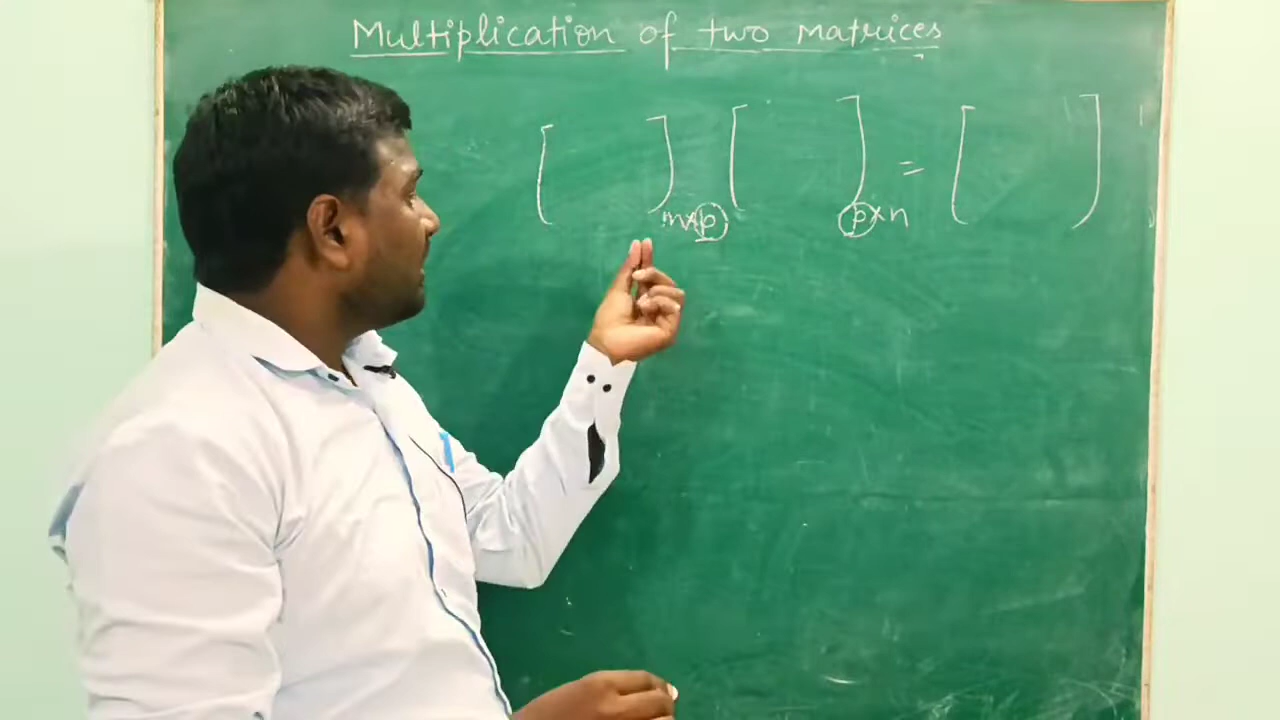 Multiplication of two matrices
[ ]m×p [ ]p×n = [ ]